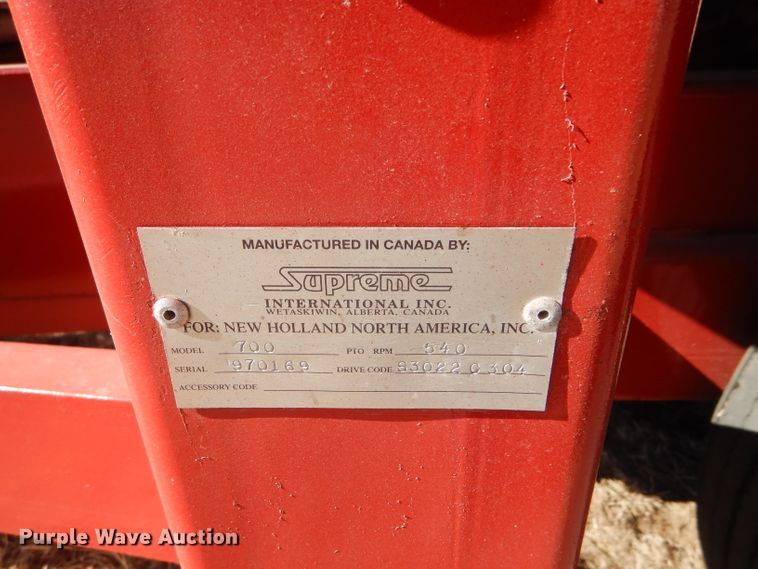 MANUFACTURED IN CANADA BY:
Supreme
INTERNATIONAL INC.
WETASKIWIN, ALBERTA, CANADA
FOR: NEW HOLLAND NORTH AMERICA, INC.
MODEL 700 PTO RPM 540
SERIAL 970169 DRIVE CODE S30220304
ACCESSORY CODE
Purple Wave Auction®